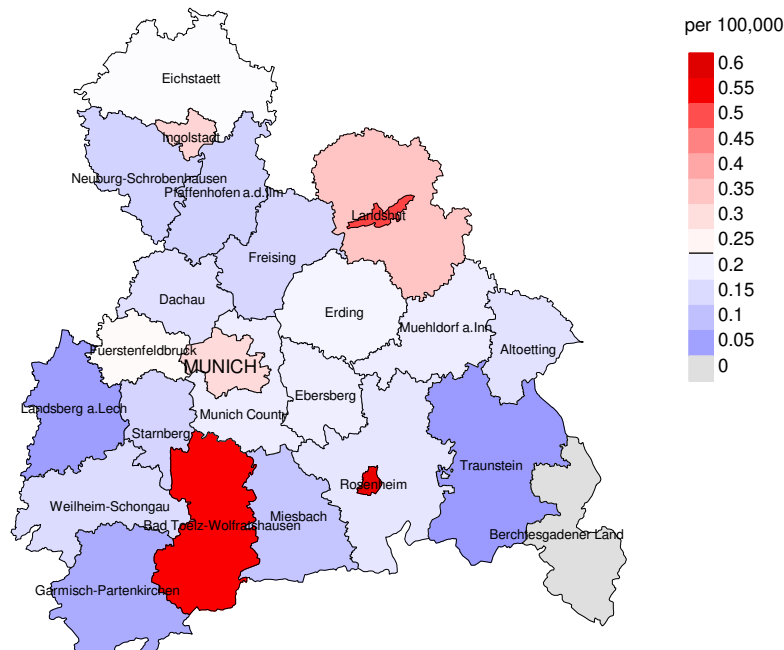 per 100,000
0.6
0.55
0.5
0.45
0.4
0.35
0.3
0.25
0.2
0.15
0.1
0.05
0
Eichstaett
Ingolstadt
Neuburg-Schrobenhausen
Pfaffenhofen a.d.Ilm
Landshut
Freising
Dachau
Erding
Muehldorf a.Inn
Altoetting
Fuerstenfeldbruck
MUNICH
Ebersberg
Landsberg a.Lech
Munich County
Starnberg
Traunstein
Rosenheim
Weilheim-Schongau
Miesbach
Bad Toelz-Wolfratshausen
Berchtesgadener Land
Garmisch-Partenkirchen